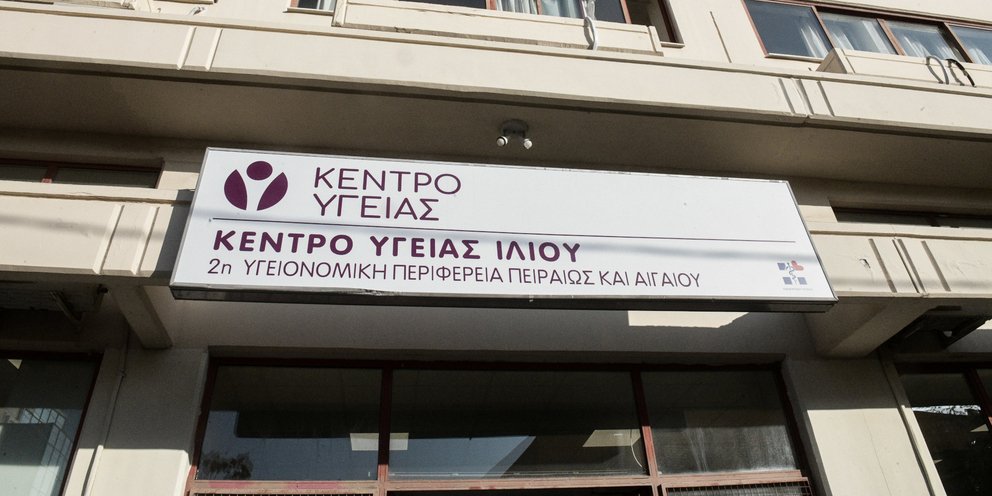 ΚΕΝΤΡΟ
ΥΓΕΙΑΣ
ΚΕΝΤΡΟ ΥΓΕΙΑΣ ΙΛΙΟΥ
2η ΥΓΕΙΟΝΟΜΙΚΗ ΠΕΡΙΦΕΡΕΙΑ ΠΕΙΡΑΙΩΣ ΚΑΙ ΑΙΓΑΙΟΥ